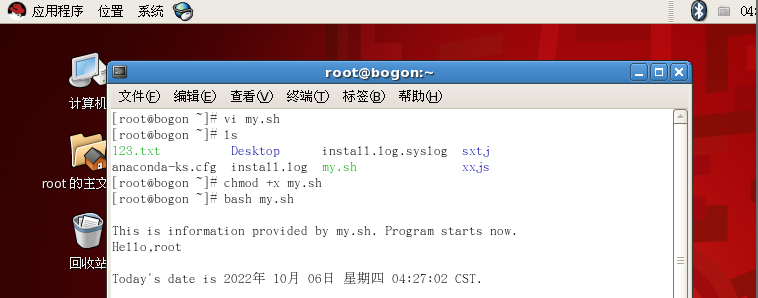 应用程序 位置 系统 04:
计算机
root 的主文
回收站
root@bogon:~
文件(F) 编辑(E) 查看(V) 终端(T) 标签(B) 帮助(H)
[root@bogon ~]# vi my.sh
[root@bogon ~]# ls
123.txt Desktop install.log.syslog sxtj
anaconda-ks.cfg install.log my.sh xxjs
[root@bogon ~]# chmod +x my.sh
[root@bogon ~]# bash my.sh
This is information provided by my.sh. Program starts now.
Hello,root
Today's date is 2022年 10月 06日 星期四 04:27:02 CST.